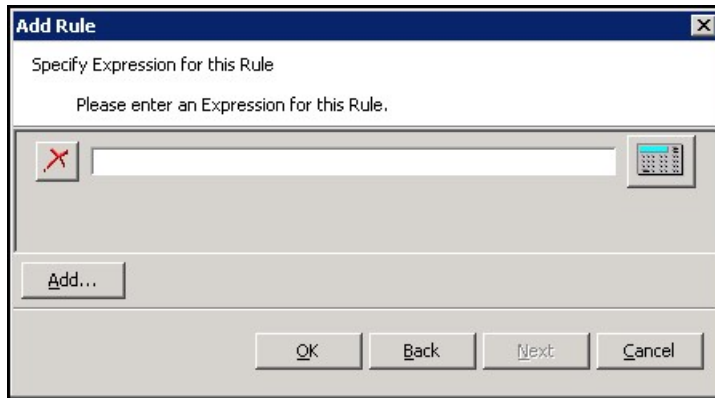 Add Rule
Specify Expression for this Rule
Please enter an Expression for this Rule.
Add...
OK Back Next Cancel